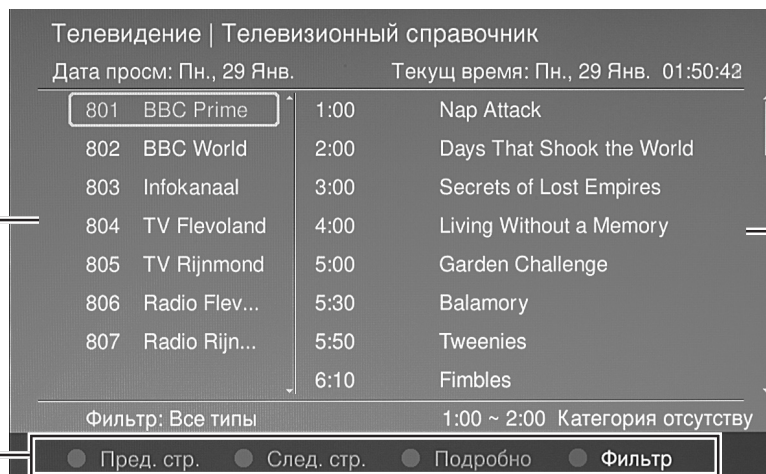 Телевидение | Телевизионный справочник
Дата просм: Пн., 29 Янв. Текущ время: Пн., 29 Янв. 01:50:42
801 BBC Prime 1:00 Nap Attack
802 BBC World 2:00 Days That Shook the World
803 Infokanaal 3:00 Secrets of Lost Empires
804 TV Flevoland 4:00 Living Without a Memory
805 TV Rijnmond 5:00 Garden Challenge
806 Radio Flev... 5:30 Balamory
807 Radio Rijn... 5:50 Tweenies
6:10 Fimbles
Фильтр: Все типы 1:00 ~ 2:00 Категория отсутству
Пред. стр. След. стр. Подробно Фильтр